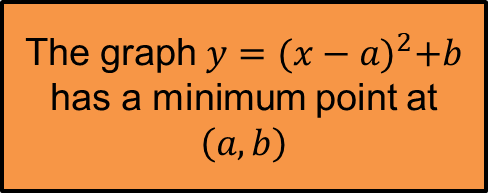 The graph 𝑦 = (𝑥 − 𝑎)²+𝑏
has a minimum point at
(𝑎, 𝑏)